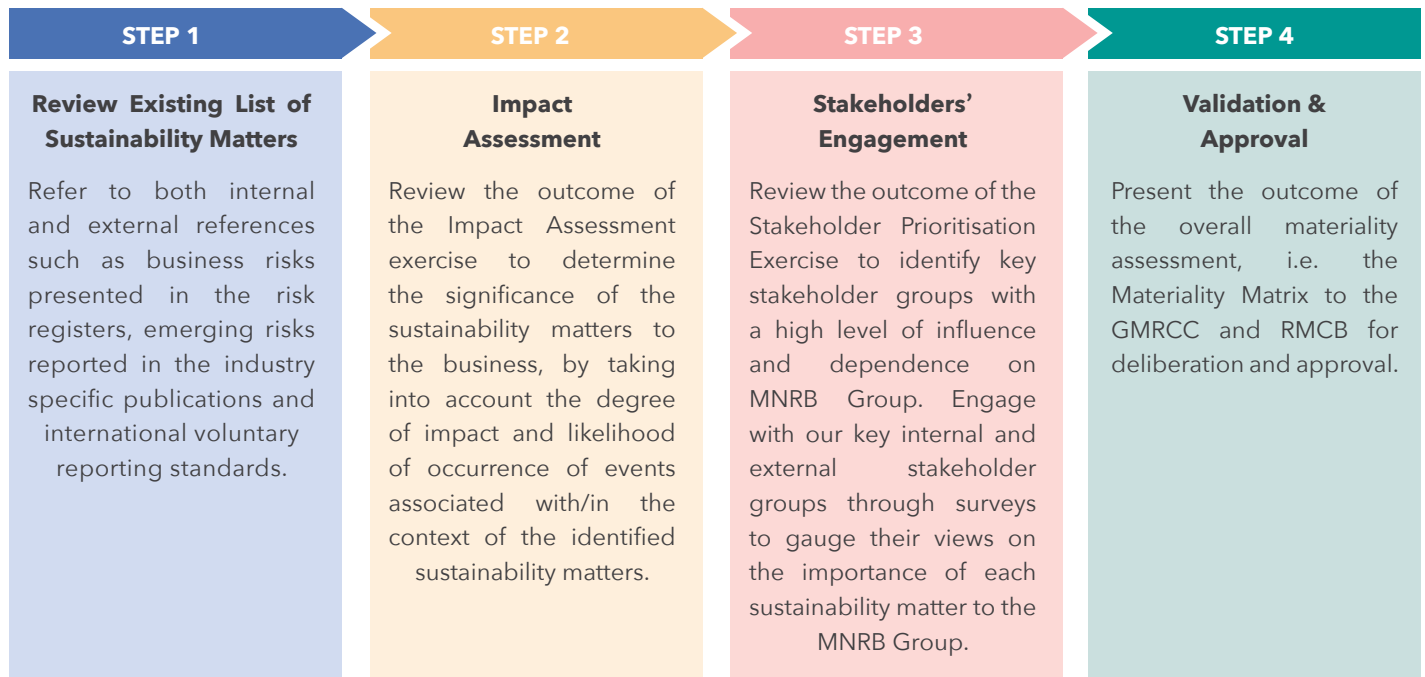 STEP 1
Review Existing List of
Sustainability Matters
Refer to both internal
and external references
such as business risks
presented in the risk
registers, emerging risks
reported in the industry
specific publications and
international voluntary
reporting standards.
STEP 2
Impact
Assessment
Review the outcome of
the Impact Assessment
exercise to determine
the significance of the
sustainability matters to
the business, by taking
into account the degree
of impact and likelihood
of occurrence of events
associated with/in the
context of the identified
sustainability matters.
STEP 3
Stakeholders’
Engagement
Review the outcome of the
Stakeholder Prioritisation
Exercise to identify key
stakeholder groups with
a high level of influence
and dependence on
MNRB Group. Engage
with our key internal and
external stakeholder
groups through surveys
to gauge their views on
the importance of each
sustainability matter to the
MNRB Group.
STEP 4
Validation &
Approval
Present the outcome of
the overall materiality
assessment, i.e. the
Materiality Matrix to the
GMRCC and RMCB for
deliberation and approval.